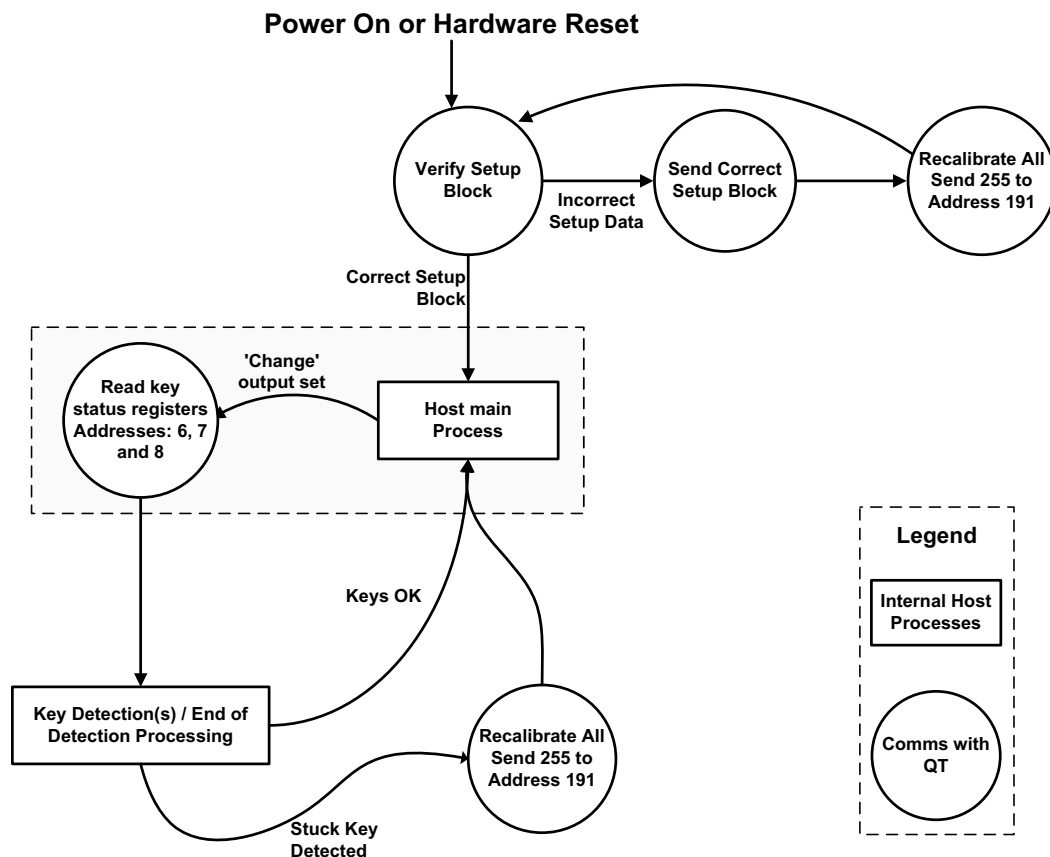 Power On or Hardware Reset
Verify Setup
Block
Incorrect
Setup Data
Send Correct
Setup Block
Recalibrate All
Send 255 to
Address 191
Correct Setup
Block
'Change'
output set
Read key
status registers
Addresses: 6, 7
and 8
Host main
Process
Keys OK
Key Detection(s) / End of
Detection Processing
Stuck Key
Detected
Recalibrate All
Send 255 to
Address 191
Legend
Internal Host
Processes
Comms with
QT